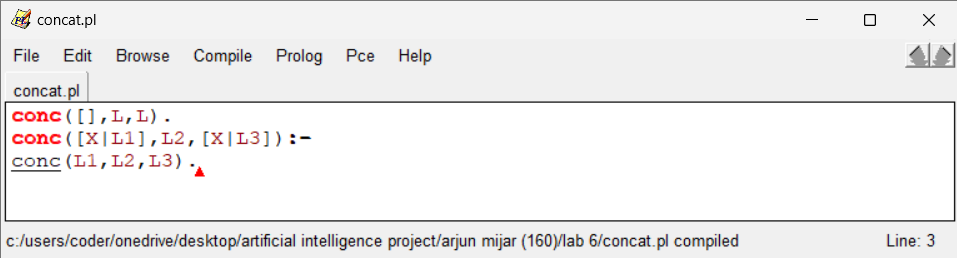 concat.pl
File Edit Browse Compile Prolog Pce Help
concat.pl
conc([],L,L).
conc([X|L1],L2,[X|L3]):-
conc(L1,L2,L3).
c:/users/coder/onedrive/desktop/artificial intelligence project/arjun mijar (160)/lab 6/concat.pl compiled Line: 3